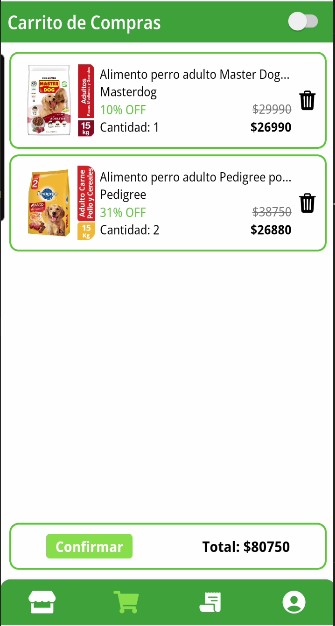 Carrito de Compras
Alimento perro adulto Master Dog...
Masterdog
10% OFF
$29990
Cantidad: 1
$26990
MASTER
DOG
Adultos
15
kg
Alimento perro adulto Pedigree po...
Pedigree
31% OFF
$38750
Cantidad: 2
$26880
Adulto Carne
Pollo y Cereales
15
Kg
Confirmar
Total: $80750